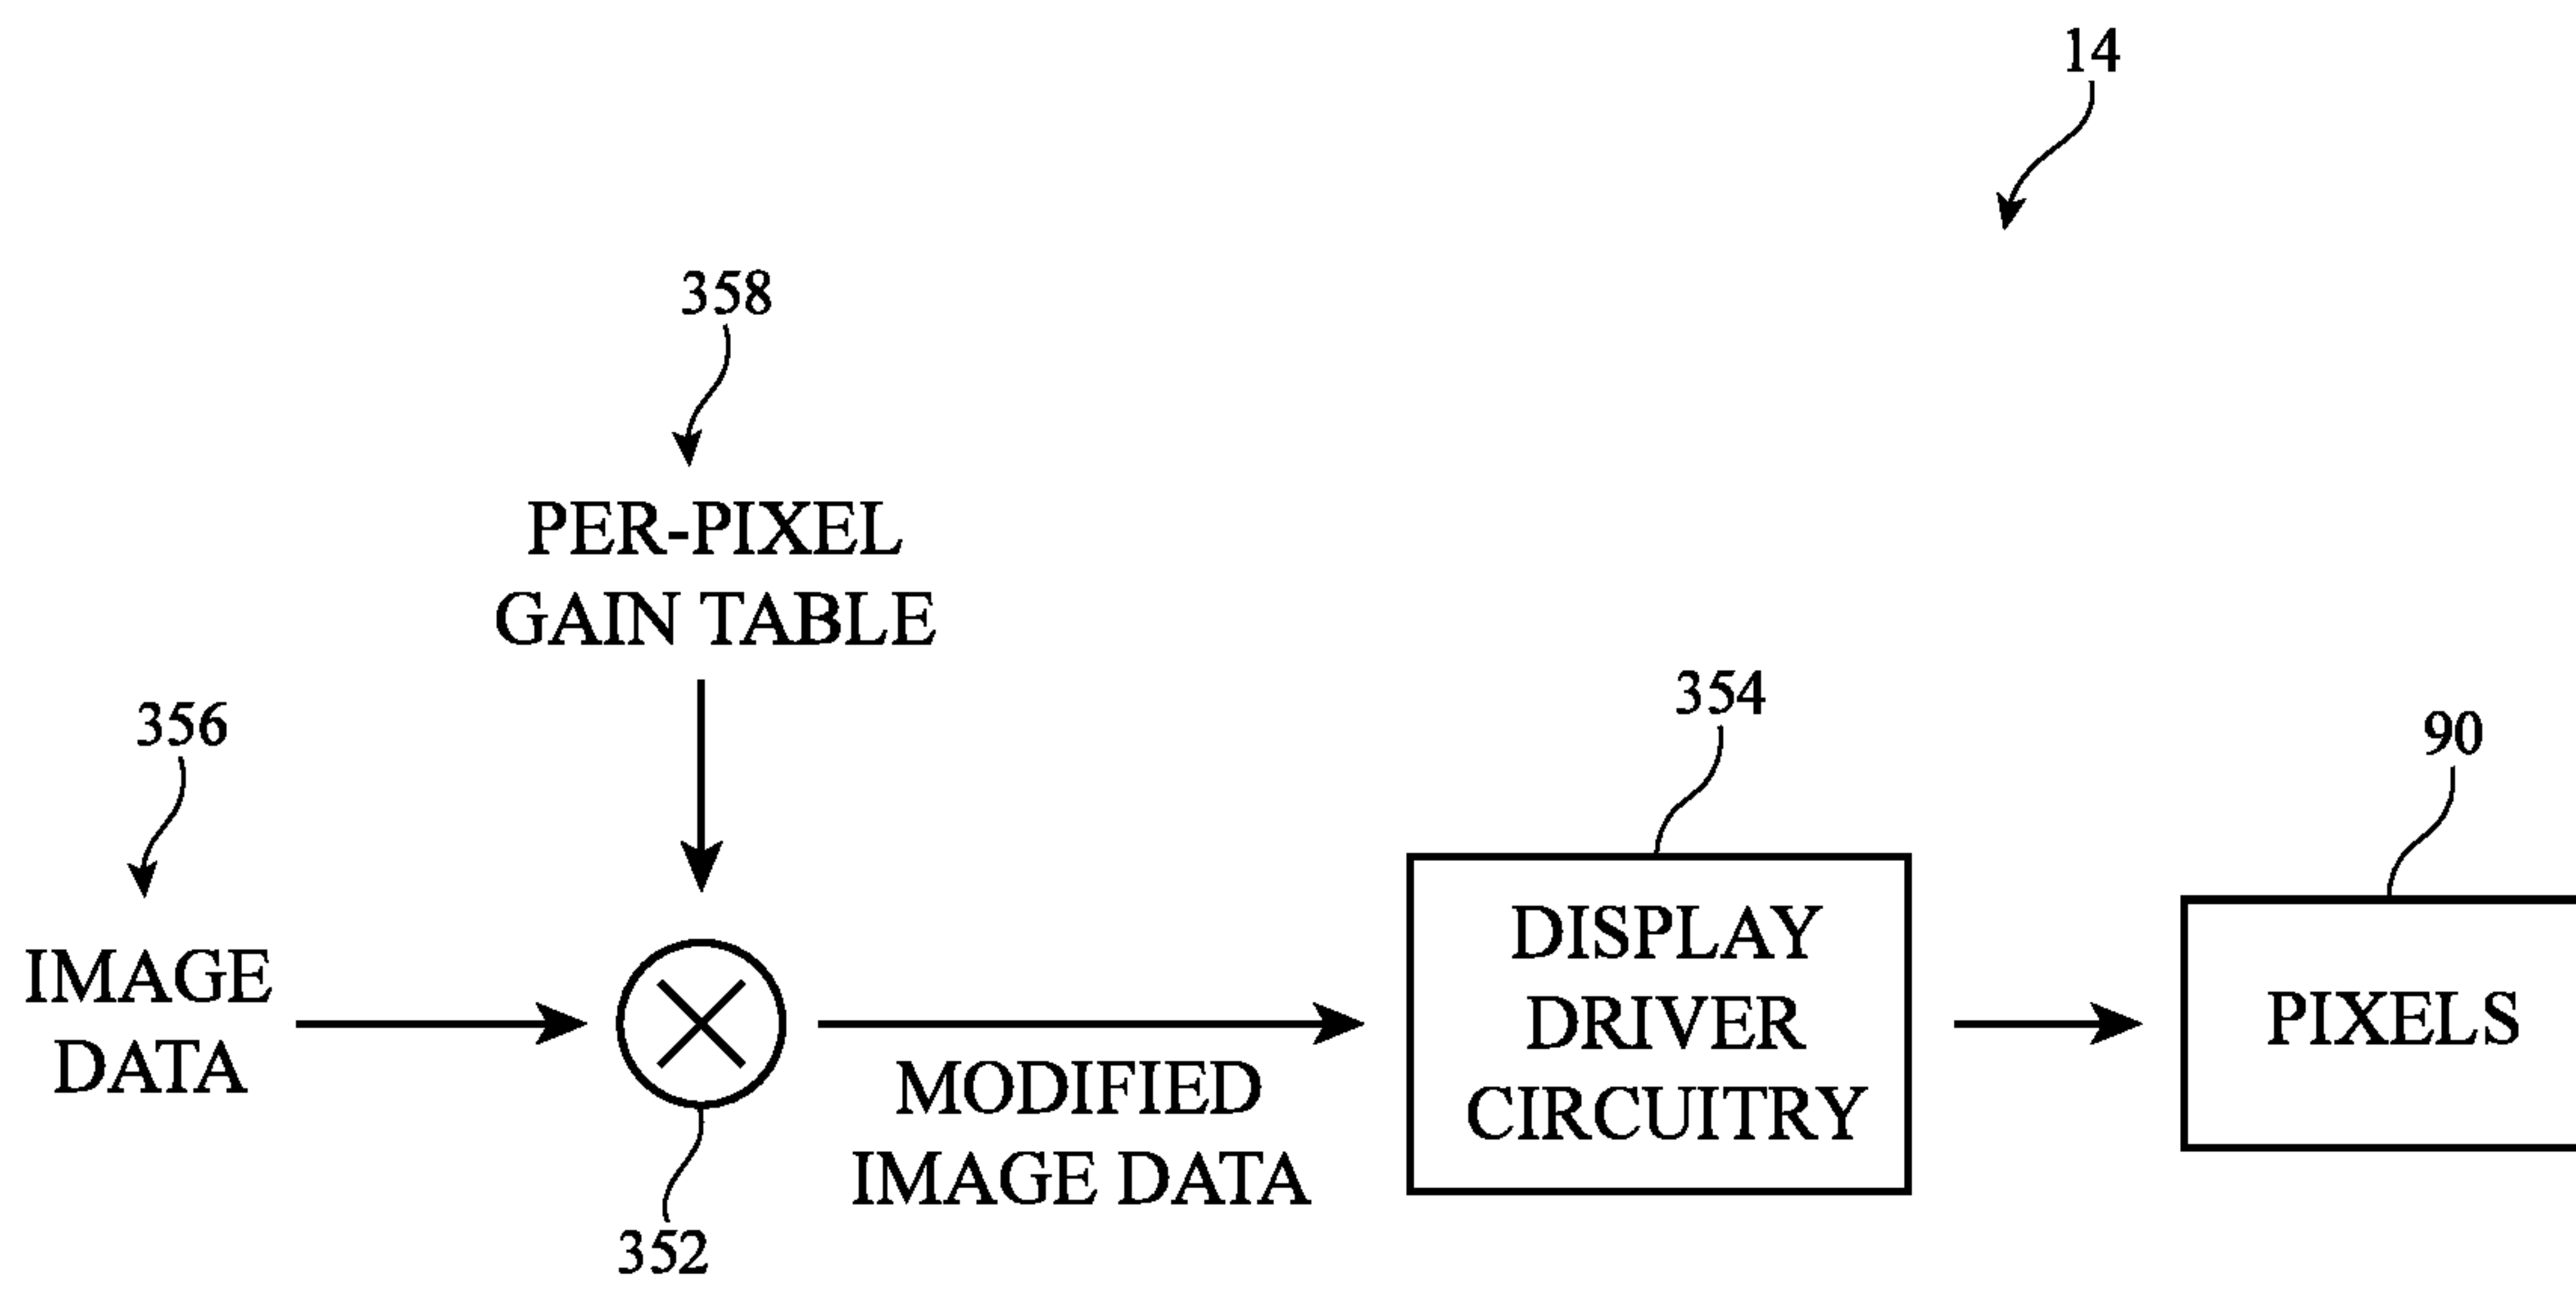 14
358
PER-PIXEL
GAIN TABLE
356
IMAGE
DATA
352
MODIFIED
IMAGE DATA
354
DISPLAY
DRIVER
CIRCUITRY
90
PIXELS